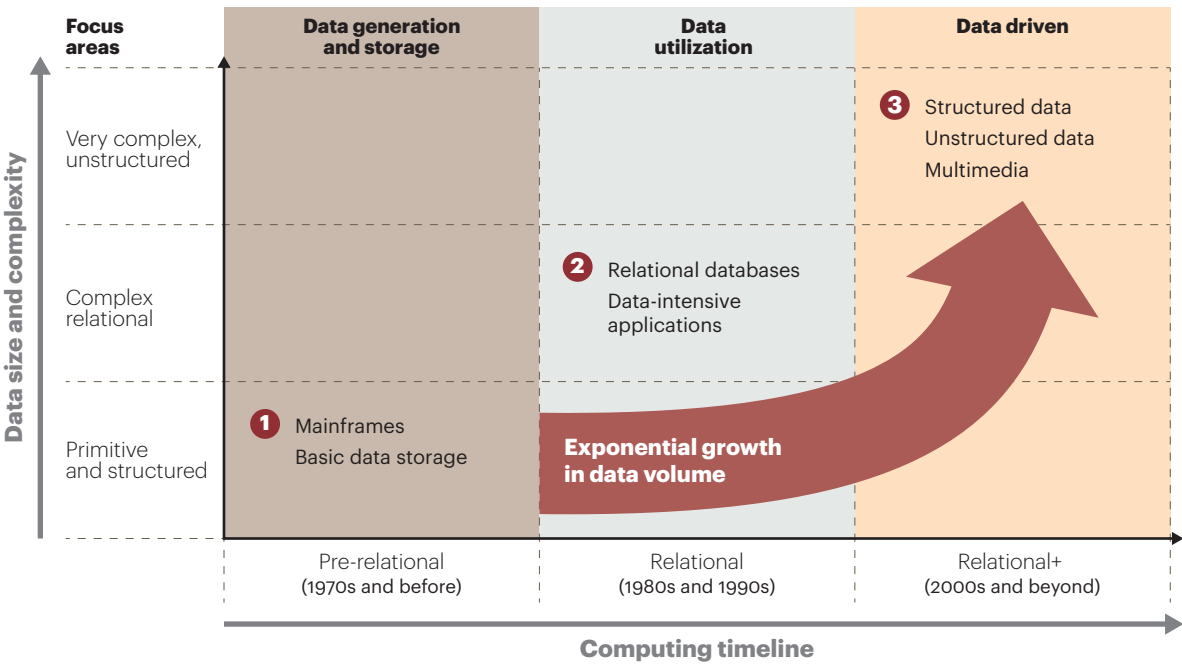 Focus
areas
Data generation
and storage
Data
utilization
Data driven
Data size and complexity
Very complex,
unstructured
3
Structured data
Unstructured data
Multimedia
Complex
relational
2
Relational databases
Data-intensive
applications
Primitive
and structured
1
Mainframes
Basic data storage
Exponential growth
in data volume
Pre-relational
(1970s and before)
Relational
(1980s and 1990s)
Relational+
(2000s and beyond)
Computing timeline